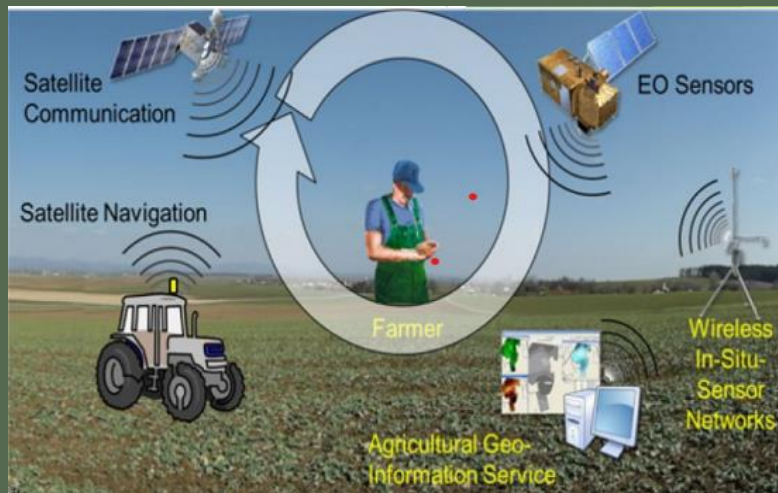 Satellite
Communication
EO Sensors
Satellite Navigation
Farmer
Wireless
In-Situ-
Sensor
Networks
Agricultural Geo-
Information Service